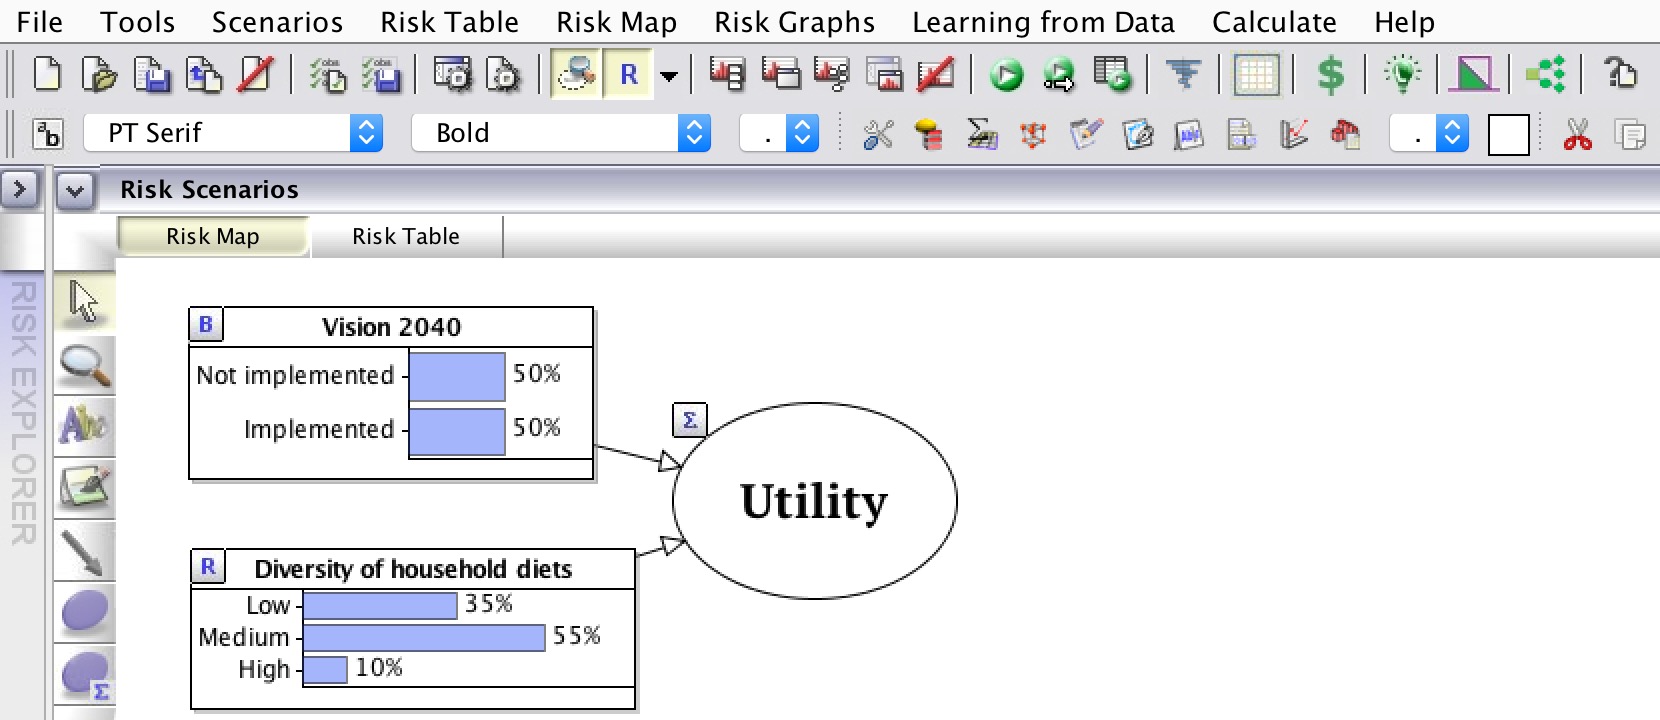 File Tools Scenarios Risk Table Risk Map Risk Graphs Learning from Data Calculate Help
R $ ?
ab PT Serif Bold . .
Risk Scenarios
Risk Map Risk Table
RISK EXPLORER
Abc
Σ
B Vision 2040
Not implemented 50%
Implemented 50%
Σ
Utility
R Diversity of household diets
Low 35%
Medium 55%
High 10%